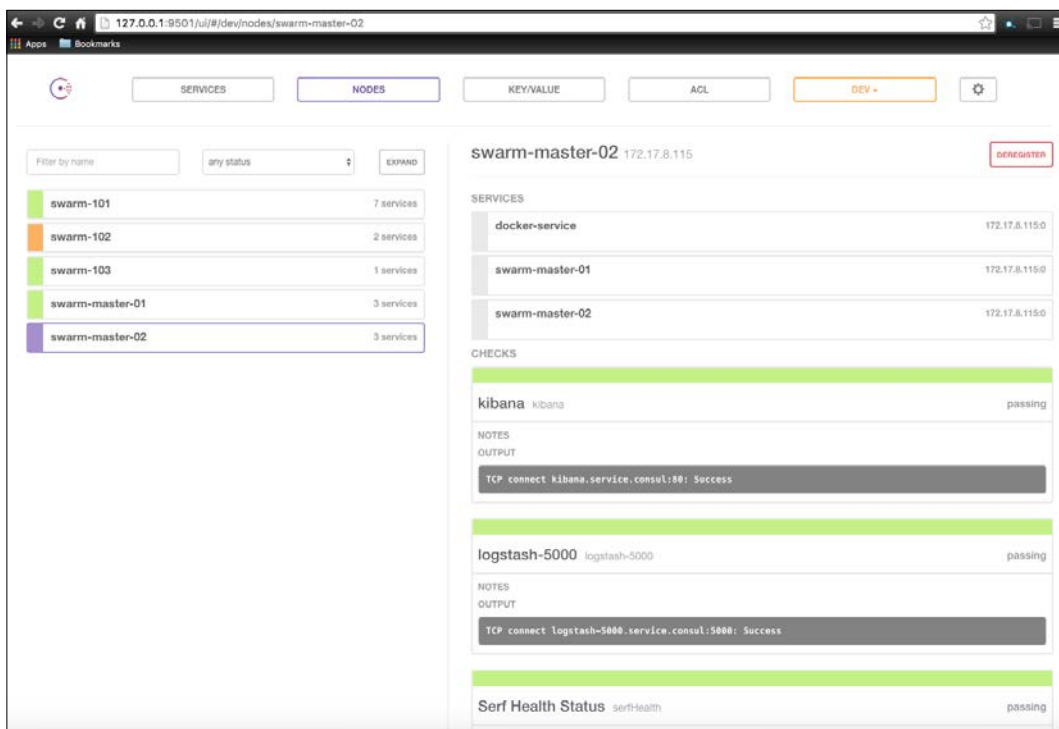 127.0.0.1:9501/ui/#/dev/nodes/swarm-master-02
Apps Bookmarks
SERVICES NODES KEY/VALUE ACL DEV
Filter by name any status EXPAND
swarm-101 7 services
swarm-102 2 services
swarm-103 1 services
swarm-master-01 3 services
swarm-master-02 3 services
swarm-master-02 172.17.8.115 DEREGISTER
SERVICES
docker-service 172.17.8.115:0
swarm-master-01 172.17.8.115:0
swarm-master-02 172.17.8.115:0
CHECKS
kibana kibana passing
NOTES
OUTPUT
TCP connect kibana.service.consul:80: Success
logstash-5000 logstash-5000 passing
NOTES
OUTPUT
TCP connect logstash-5000.service.consul:5000: Success
Serf Health Status serfHealth passing